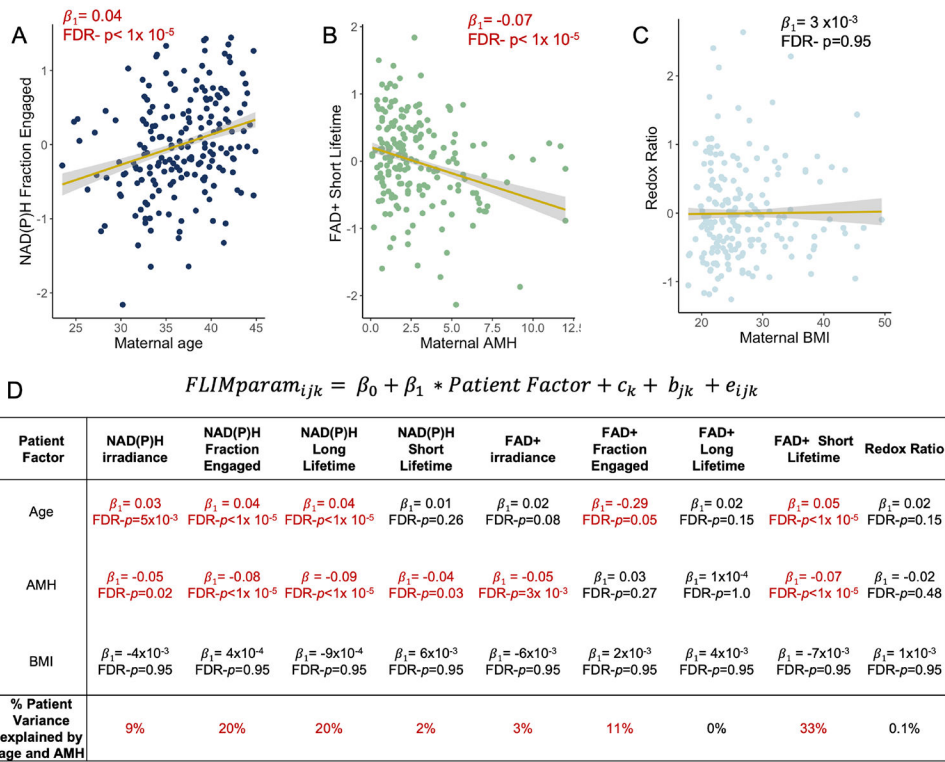 A
β₁= 0.04
FDR- p< 1x 10⁻⁵
NAD(P)H Fraction Engaged
1
0
-1
-2
25
30
35
40
45
Maternal age
B
β₁= -0.07
FDR- p< 1x 10⁻⁵
FAD+ Short Lifetime
2
1
0
-1
-2
0.0
2.5
5.0
7.5
10.0
12.5
Maternal AMH
C
β₁= 3 x10⁻³
FDR- p=0.95
Redox Ratio
2
1
0
-1
20
30
40
50
Maternal BMI
D
FLIMparamᵢⱼₖ = β₀ + β₁ * Patient Factor + cₖ + bⱼₖ + eᵢⱼₖ
Patient Factor NAD(P)H irradiance NAD(P)H Fraction Engaged NAD(P)H Long Lifetime NAD(P)H Short Lifetime FAD+ irradiance FAD+ Fraction Engaged FAD+ Long Lifetime FAD+ Short Lifetime Redox Ratio
Age
β₁= 0.03 β₁= 0.04 β₁= 0.04 β₁= 0.01 β₁= 0.02 β₁= -0.29 β₁= 0.02 β₁= 0.05 β₁= 0.02
FDR-p=5x10⁻³ FDR-p<1x 10⁻⁵ FDR-p<1x 10⁻⁵ FDR-p=0.26 FDR-p=0.08 FDR-p=0.05 FDR-p=0.15 FDR-p<1x 10⁻⁵ FDR-p=0.15
AMH
β₁= -0.05 β₁= -0.08 β = -0.09 β₁= -0.04 β₁= -0.05 β₁= 0.03 β₁= 1x10⁻⁴ β₁= -0.07 β₁ = -0.02
FDR-p=0.02 FDR-p<1x 10⁻⁵ FDR-p<1x 10⁻⁵ FDR-p=0.03 FDR-p=3x 10⁻³ FDR-p=0.27 FDR-p=1.0 FDR-p<1x 10⁻⁵ FDR-p=0.48
BMI
β₁= -4x10⁻³ β₁= 4x10⁻⁴ β₁= -9x10⁻⁴ β₁= 6x10⁻³ β₁= -6x10⁻³ β₁= 2x10⁻³ β₁= 4x10⁻³ β₁= -7x10⁻³ β₁= 1x10⁻³
FDR-p=0.95 FDR-p=0.95 FDR-p=0.95 FDR-p=0.95 FDR-p=0.95 FDR-p=0.95 FDR-p=0.95 FDR-p=0.95 FDR-p=0.95
% Patient
Variance
explained by
age and AMH
9% 20% 20% 2% 3% 11% 0% 33% 0.1%